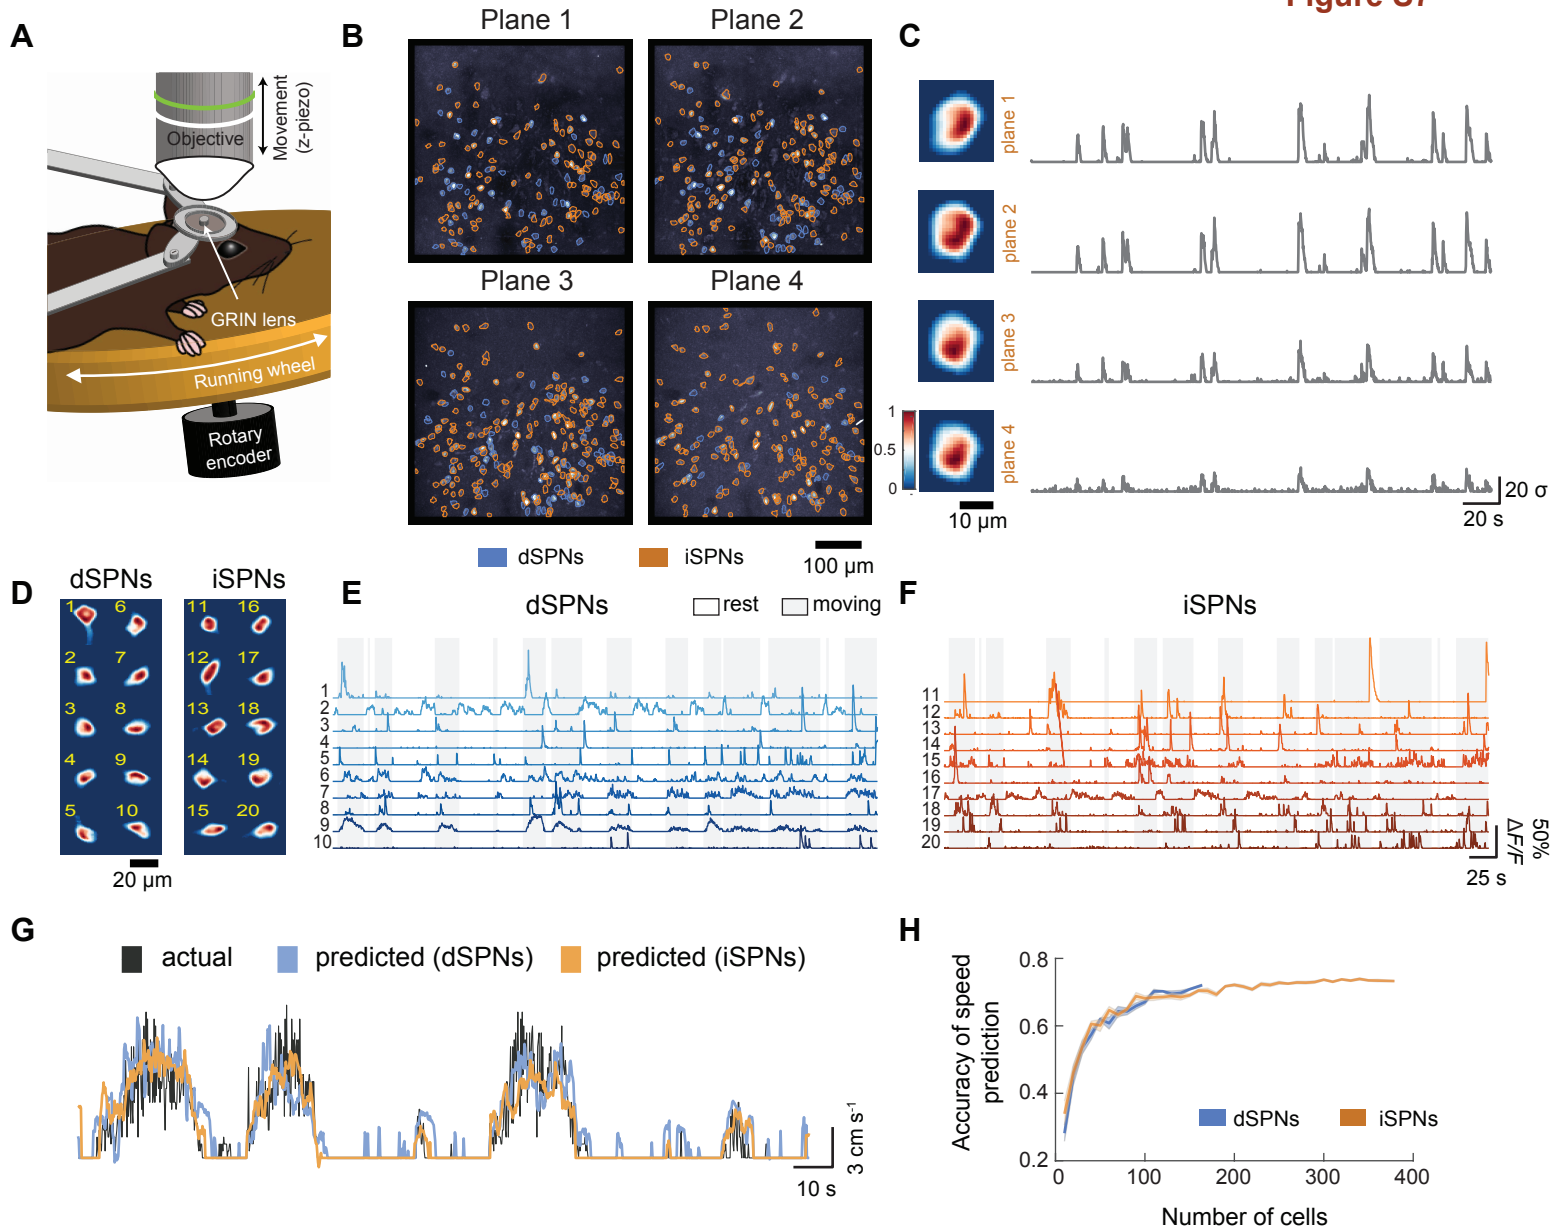 Figure S7
A
Movement
(z-piezo)
Objective
GRIN lens
Running wheel
Rotary
encoder
B
Plane 1
Plane 2
Plane 3
Plane 4
dSPNs
iSPNs
100 µm
C
plane 1
plane 2
plane 3
plane 4
1
0.5
0
10 µm
20 σ
20 s
D
dSPNs
iSPNs
1
6
11
16
2
7
12
17
3
8
13
18
4
9
14
19
5
10
15
20
20 µm
E
dSPNs
rest
moving
1
2
3
4
5
6
7
8
9
10
F
iSPNs
11
12
13
14
15
16
17
18
19
20
50%
ΔF/F
25 s
G
actual
predicted (dSPNs)
predicted (iSPNs)
3 cm s⁻¹
10 s
H
Accuracy of speed
prediction
0.8
0.6
0.4
0.2
dSPNs
iSPNs
0
100
200
300
400
Number of cells